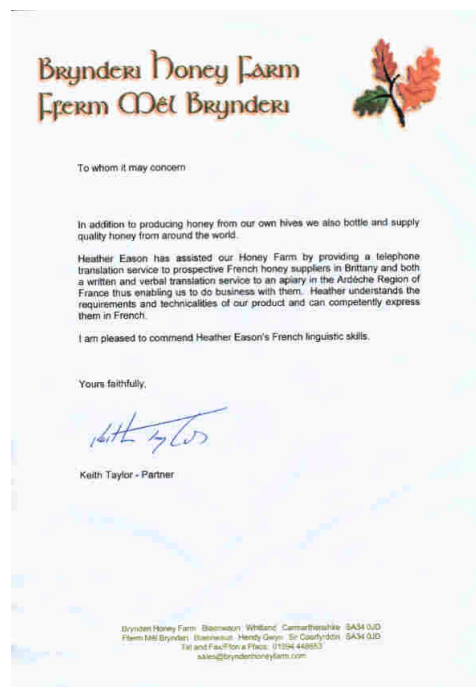 Brynderi Honey Farm
Fferm Mêl Brynderi
To whom it may concern
In addition to producing honey from our own hives we also bottle and supply
quality honey from around the world.
Heather Eason has assisted our Honey Farm by providing a telephone
translation service to prospective French honey suppliers in Brittany and both
a written and verbal translation service to an apiary in the Ardèche Region of
France thus enabling us to do business with them. Heather understands the
requirements and technicalities of our product and can competently express
them in French.
I am pleased to commend Heather Eason's French linguistic skills.
Yours faithfully,
Keith Taylor
Keith Taylor - Partner
Brynderi Honey Farm Blaenwaun Whitland Carmarthenshire SA34 0JD
Fferm Mêl Brynderi Blaenwaun Hendy Gwyn Sir Caerfyrddin SA34 0JD
Tel and Fax/Ffon a Ffacs: 01994 448653
sales@brynderihoneyfarm.com